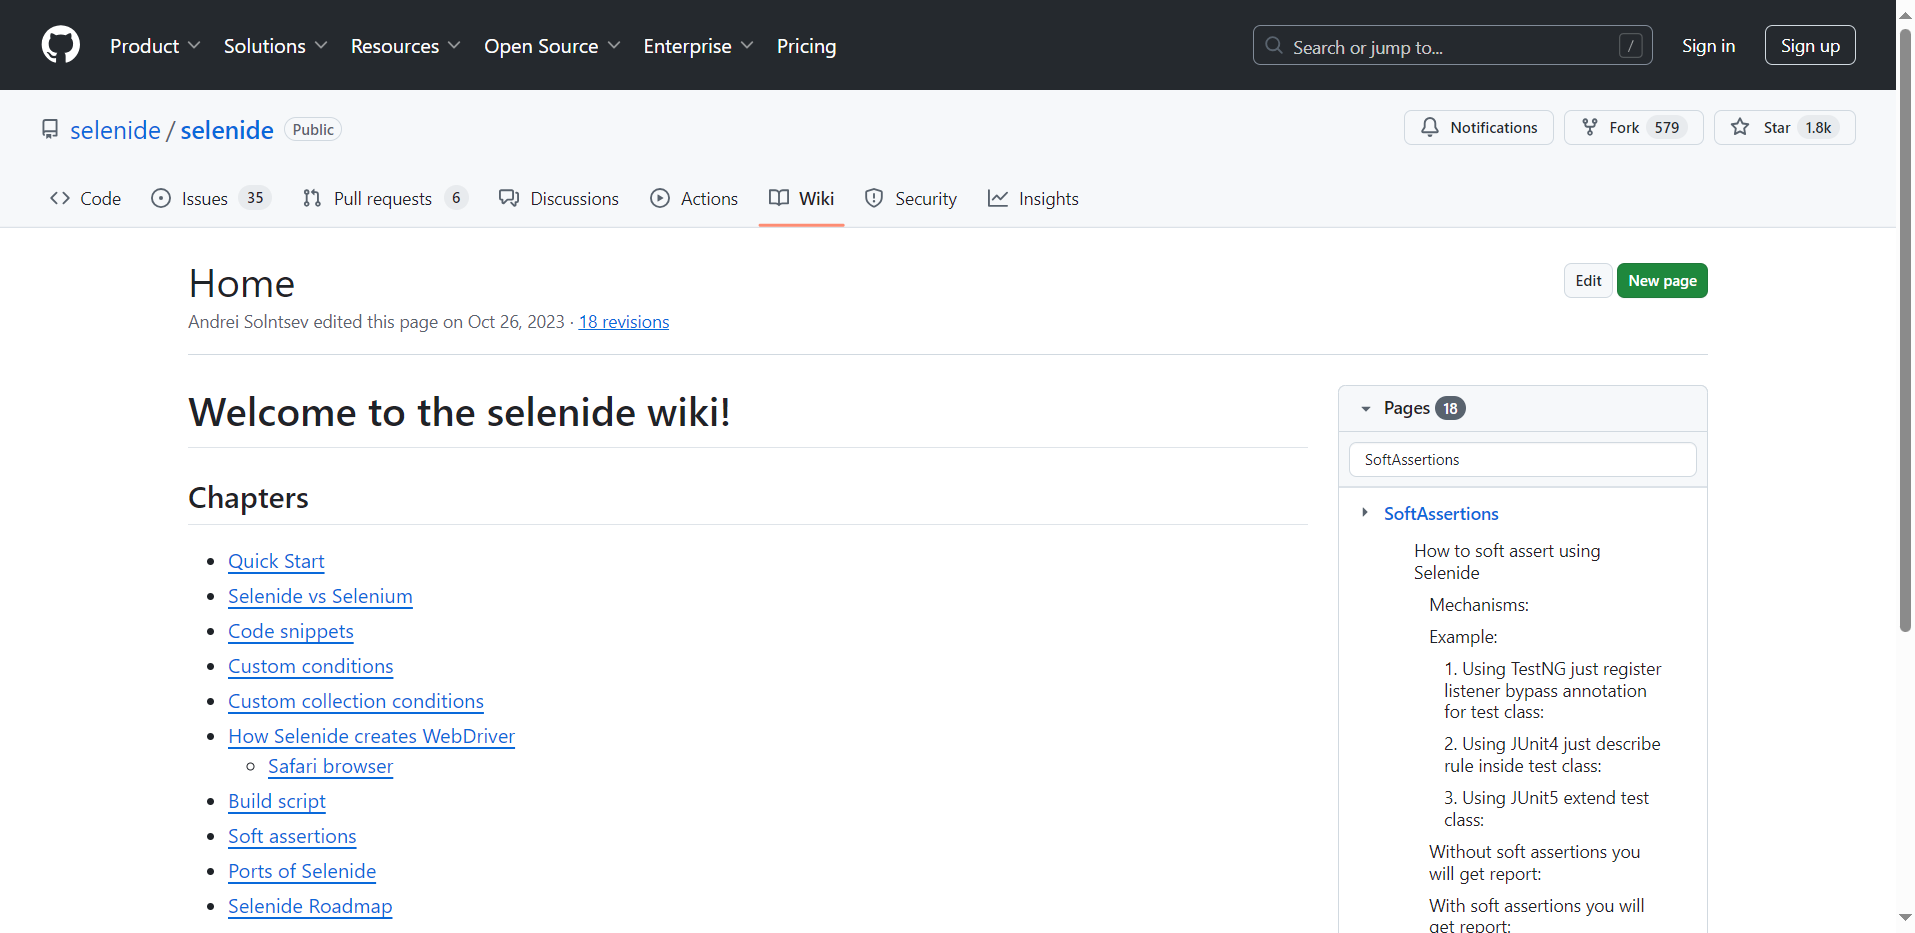 Product Solutions Resources Open Source Enterprise Pricing Search or jump to... / Sign in Sign up
selenide / selenide Public Notifications Fork 579 Star 1.8k
Code Issues 35 Pull requests 6 Discussions Actions Wiki Security Insights
Home Edit New page
Andrei Solntsev edited this page on Oct 26, 2023 · 18 revisions
Welcome to the selenide wiki!
Chapters
Quick Start
Selenide vs Selenium
Code snippets
Custom conditions
Custom collection conditions
How Selenide creates WebDriver
Safari browser
Build script
Soft assertions
Ports of Selenide
Selenide Roadmap
Pages 18
SoftAssertions
SoftAssertions
How to soft assert using
Selenide
Mechanisms:
Example:
1. Using TestNG just register
listener bypass annotation
for test class:
2. Using JUnit4 just describe
rule inside test class:
3. Using JUnit5 extend test
class:
Without soft assertions you
will get report:
With soft assertions you will
get report: